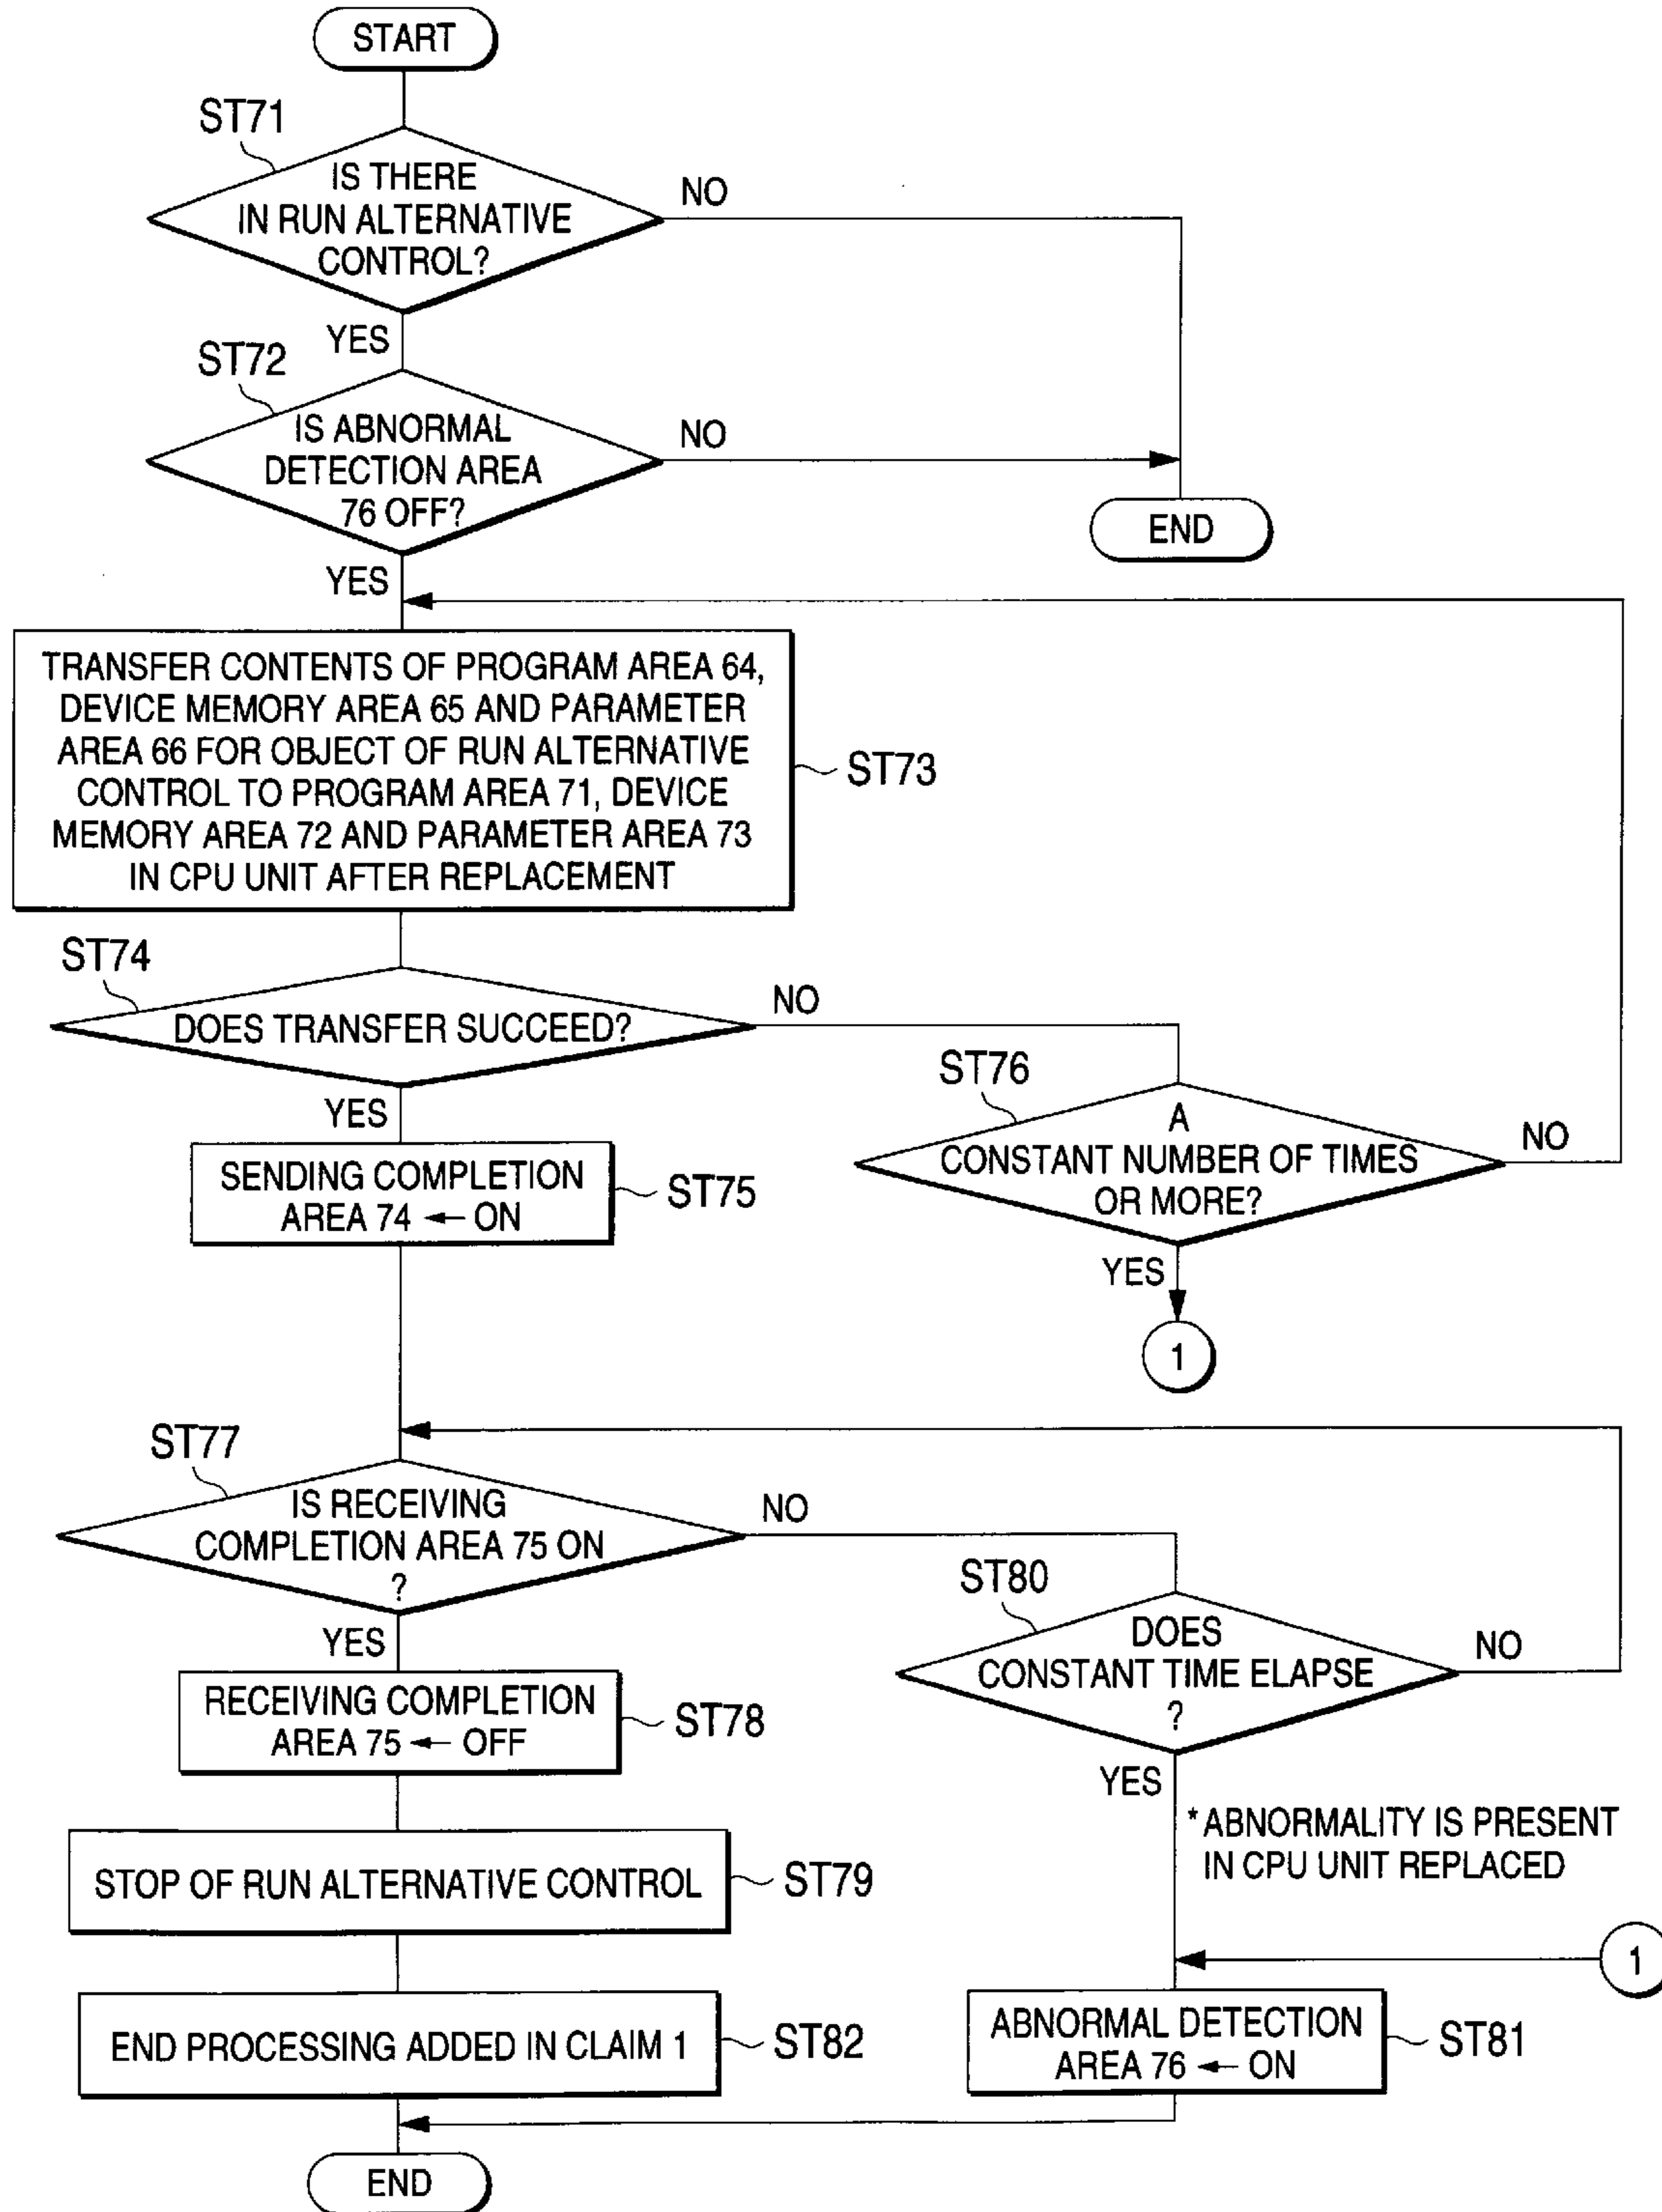 START
ST71
IS THERE
IN RUN ALTERNATIVE
CONTROL?
NO
YES
ST72
IS ABNORMAL
DETECTION AREA
76 OFF?
NO
END
YES
TRANSFER CONTENTS OF PROGRAM AREA 64,
DEVICE MEMORY AREA 65 AND PARAMETER
AREA 66 FOR OBJECT OF RUN ALTERNATIVE
CONTROL TO PROGRAM AREA 71, DEVICE
MEMORY AREA 72 AND PARAMETER AREA 73
IN CPU UNIT AFTER REPLACEMENT
ST73
ST74
DOES TRANSFER SUCCEED?
NO
YES
ST76
A
CONSTANT NUMBER OF TIMES
OR MORE?
NO
YES
1
SENDING COMPLETION
AREA 74 ← ON
ST75
ST77
IS RECEIVING
COMPLETION AREA 75 ON
?
NO
YES
ST80
DOES
CONSTANT TIME ELAPSE
?
NO
YES
RECEIVING COMPLETION
AREA 75 ← OFF
ST78
* ABNORMALITY IS PRESENT
IN CPU UNIT REPLACED
STOP OF RUN ALTERNATIVE CONTROL
ST79
1
END PROCESSING ADDED IN CLAIM 1
ST82
ABNORMAL DETECTION
AREA 76 ← ON
ST81
END